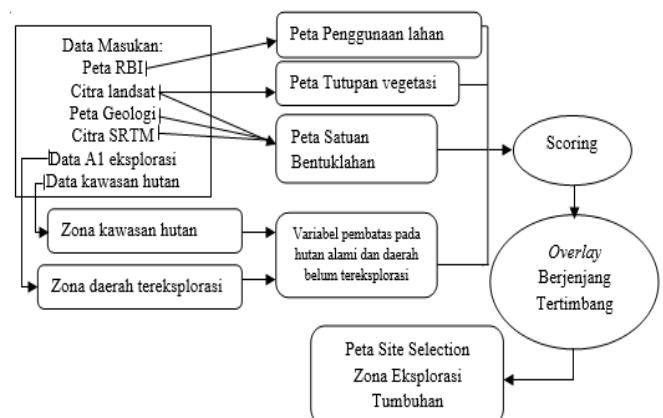 Data Masukan:
Peta RBI
Citra landsat
Peta Geologi
Citra SRTM
Data A1 eksplorasi
Data kawasan hutan
Peta Penggunaan lahan
Peta Tutupan vegetasi
Peta Satuan
Bentuklahan
Scoring
Zona kawasan hutan
Zona daerah tereksplorasi
Variabel pembatas pada
hutan alami dan daerah
belum tereksplorasi
Overlay
Berjenjang
Tertimbang
Peta Site Selection
Zona Eksplorasi
Tumbuhan